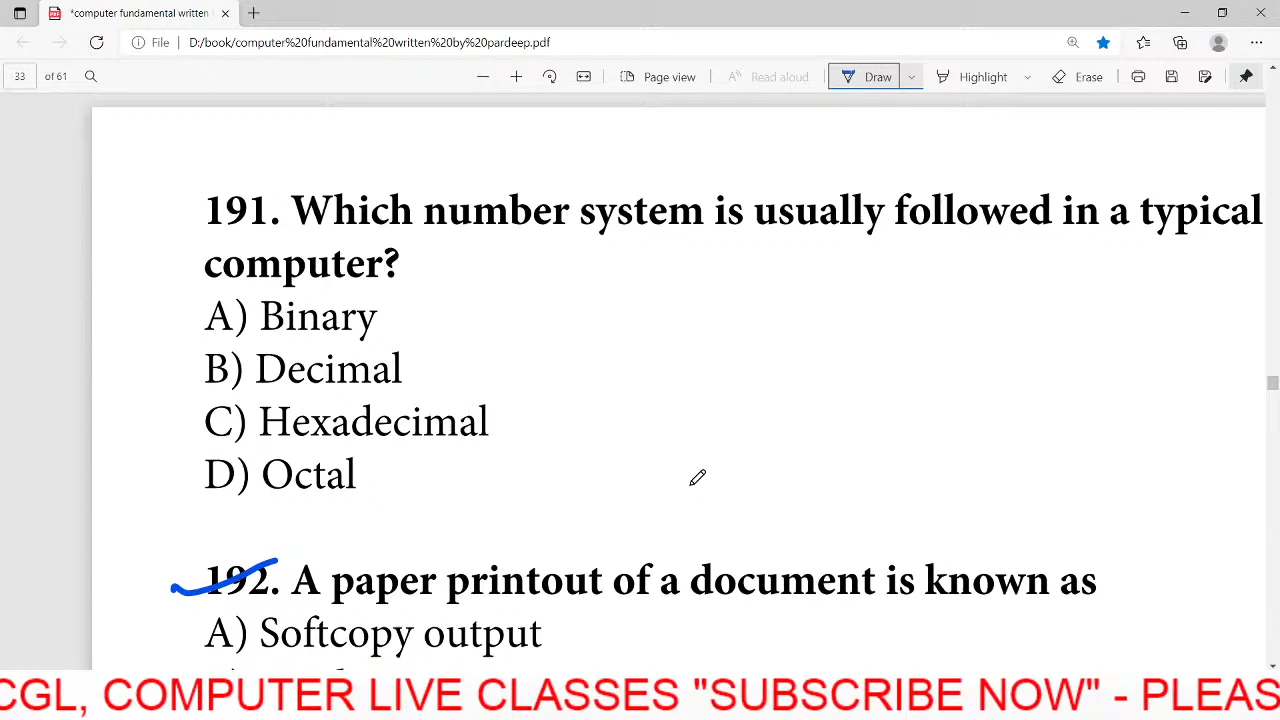 *computer fundamental written
File | D:/book/computer%20fundamental%20written%20by%20pardeep.pdf
33 of 61 Page view Read aloud Draw Highlight Erase
191. Which number system is usually followed in a typical
computer?
A) Binary
B) Decimal
C) Hexadecimal
D) Octal
192. A paper printout of a document is known as
A) Softcopy output
CGL, COMPUTER LIVE CLASSES "SUBSCRIBE NOW" - PLEAS